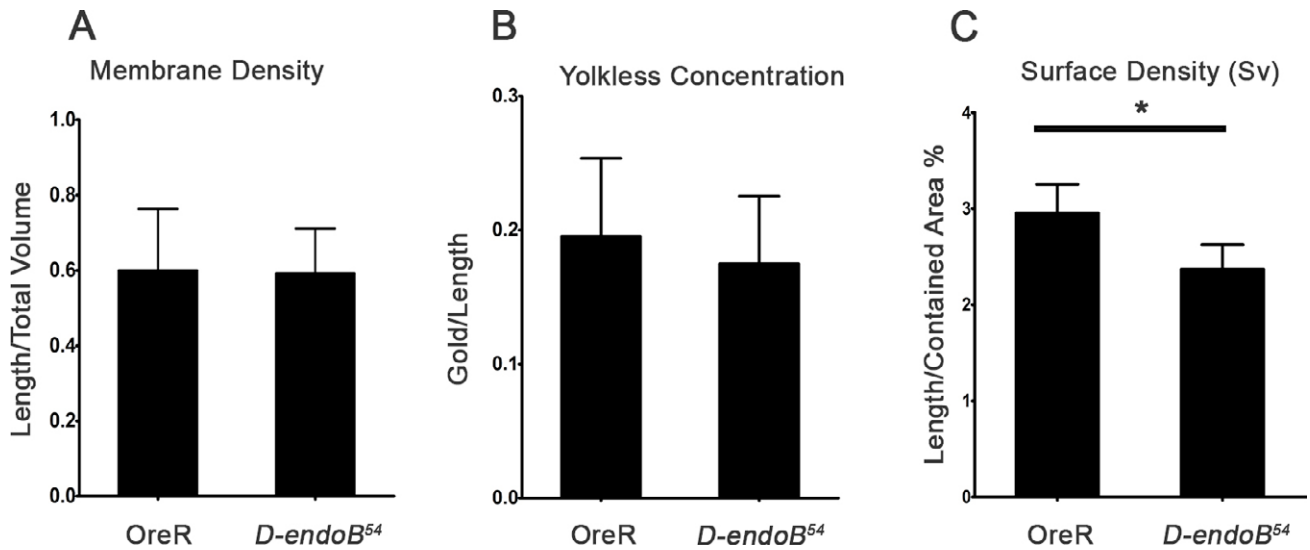 A
Membrane Density
Length/Total Volume
1.0
0.8
0.6
0.4
0.2
0.0
OreR
D-endoB⁵⁴
B
Yolkless Concentration
Gold/Length
0.3
0.2
0.1
0.0
OreR
D-endoB⁵⁴
C
Surface Density (Sv)
*
Length/Contained Area %
4
3
2
1
0
OreR
D-endoB⁵⁴